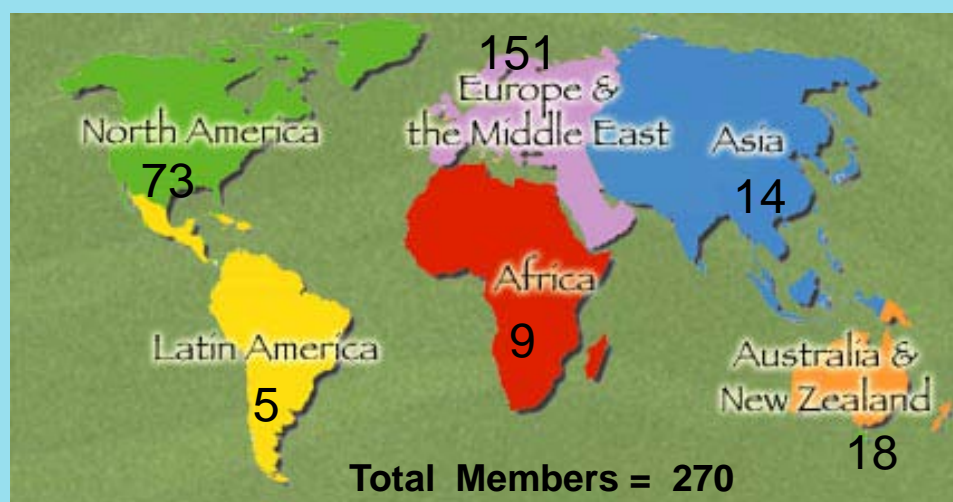 151
Europe &
the Middle East
North America
73
Asia
14
Africa
9
Latin America
5
Australia &
New Zealand
18
Total Members = 270